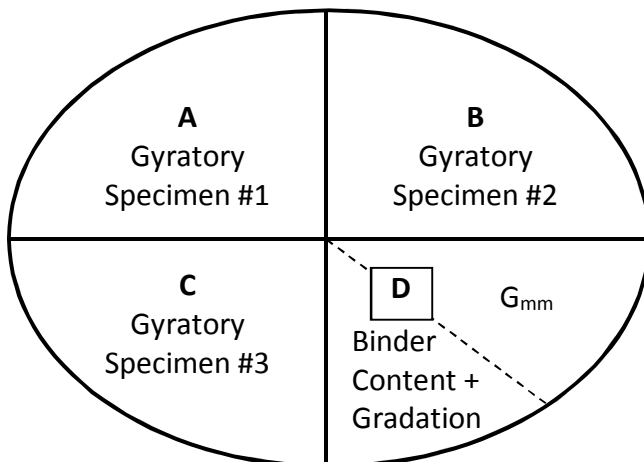 A
Gyratory
Specimen #1
B
Gyratory
Specimen #2
C
Gyratory
Specimen #3
D
Binder
Content +
Gradation
Gmm